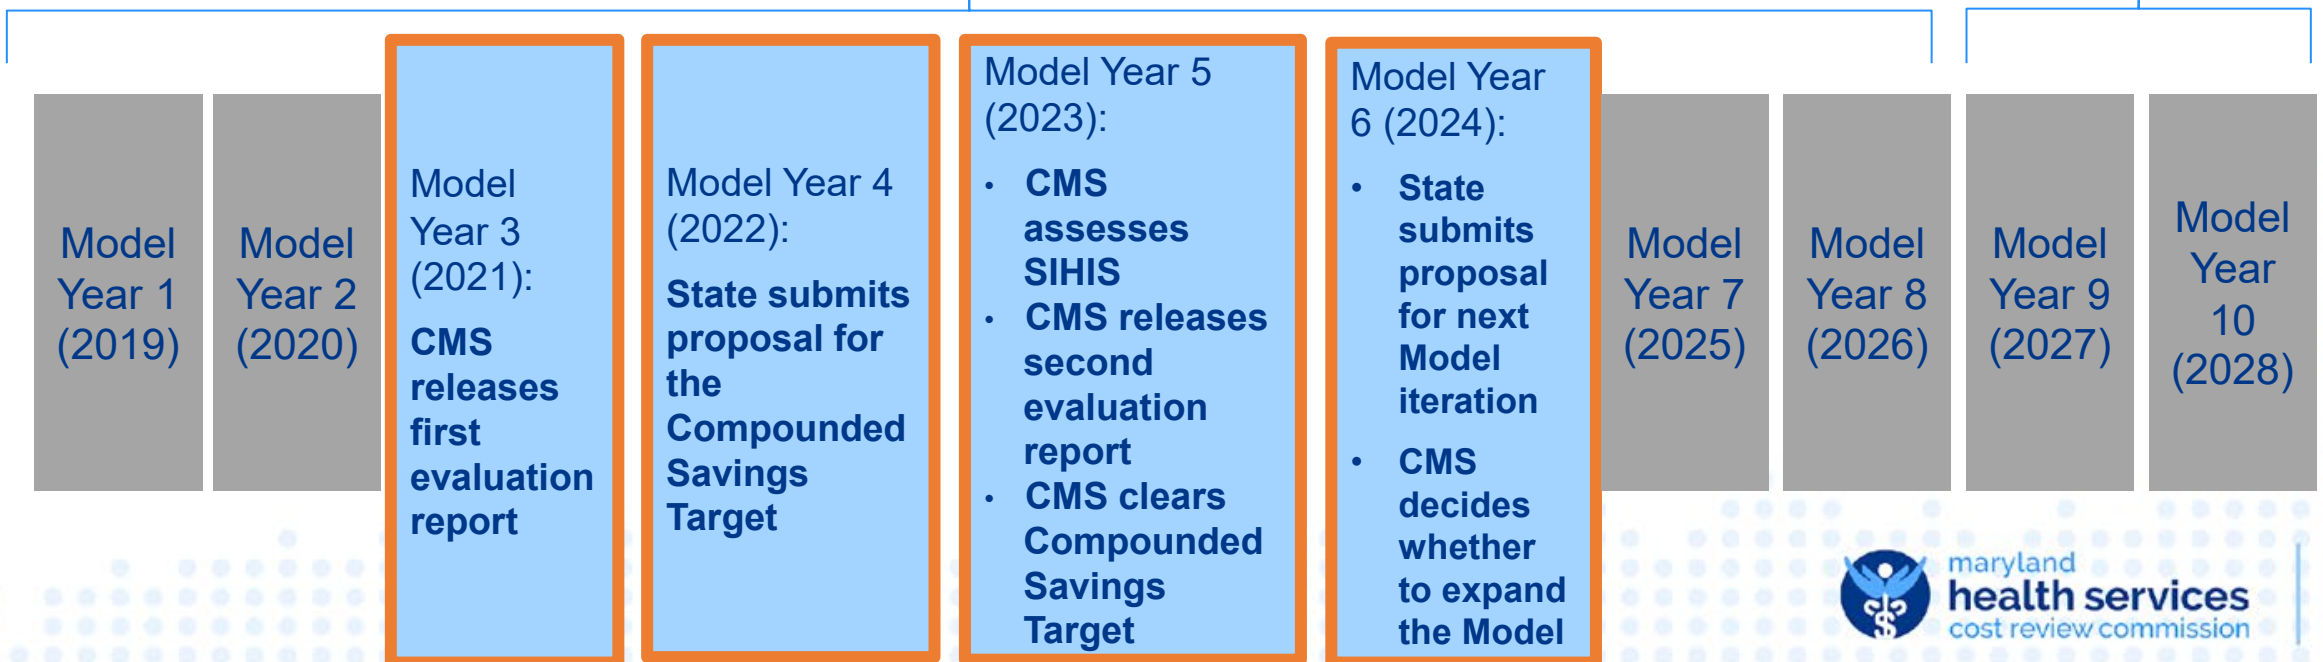 Model
Year 1
(2019)
Model
Year 2
(2020)
Model
Year 3
(2021):
CMS
releases
first
evaluation
report
Model Year 4
(2022):
State submits
proposal for
the
Compounded
Savings
Target
Model Year 5
(2023):
• CMS
assesses
SIHIS
• CMS releases
second
evaluation
report
• CMS clears
Compounded
Savings
Target
Model Year
6 (2024):
• State
submits
proposal
for next
Model
iteration
• CMS
decides
whether
to expand
the Model
Model
Year 7
(2025)
Model
Year 8
(2026)
Model
Year 9
(2027)
Model
Year
10
(2028)
maryland
health services
cost review commission